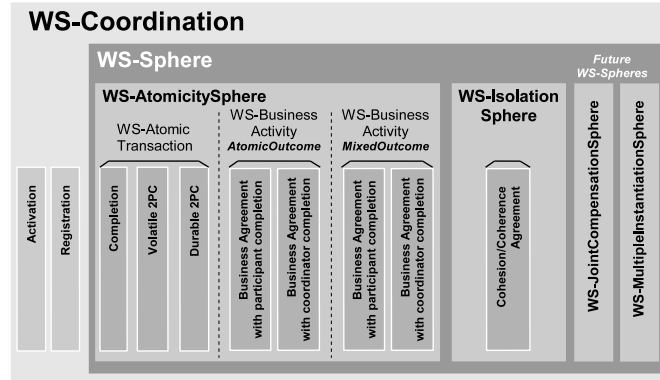 WS-Coordination
WS-Sphere
Future
WS-Spheres
WS-AtomicitySphere
WS-Atomic
Transaction
WS-Business
Activity
AtomicOutcome
WS-Business
Activity
MixedOutcome
WS-Isolation
Sphere
Activation
Registration
Completion
Volatile 2PC
Durable 2PC
Business Agreement
with participant completion
Business Agreement
with coordinator completion
Business Agreement
with participant completion
Business Agreement
with coordinator completion
Cohesion/Coherence
Agreement
WS-JointCompensationSphere
WS-MultipleInstantiationSphere